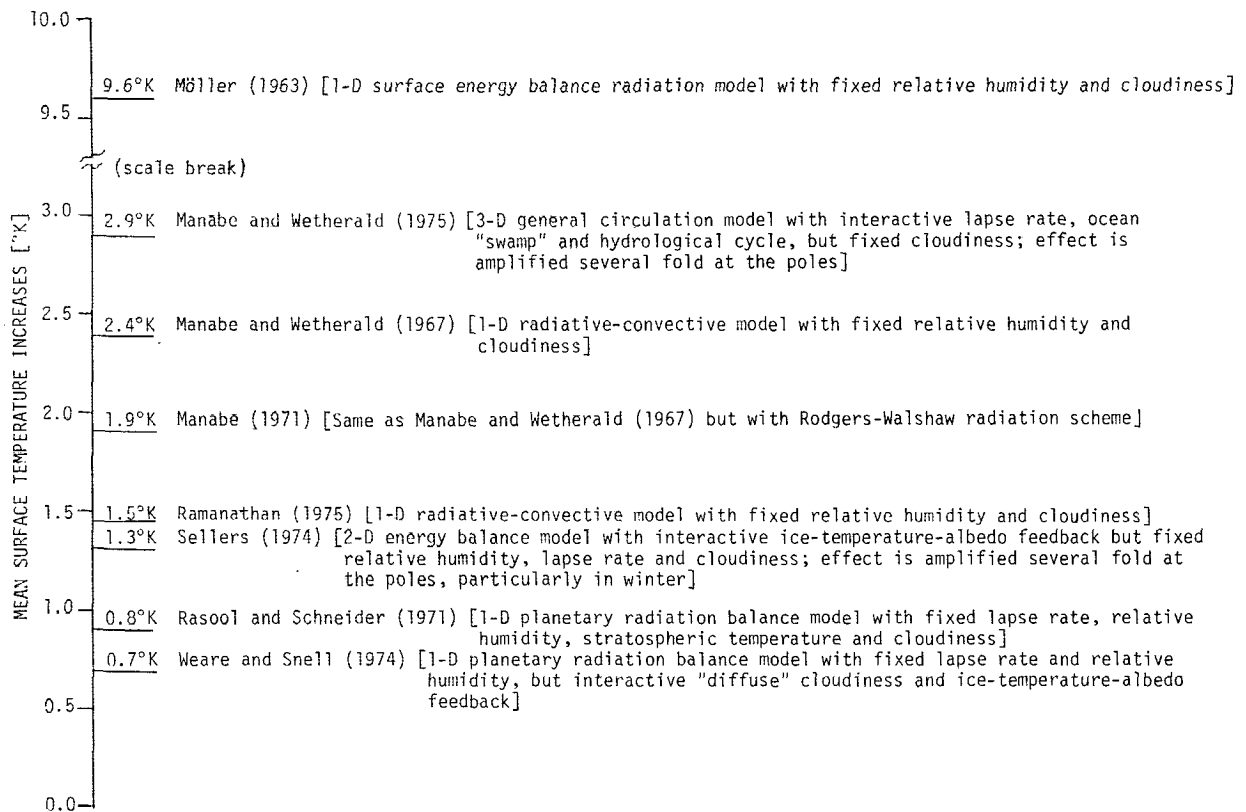 10.0
9.6°K Möller (1963) [1-D surface energy balance radiation model with fixed relative humidity and cloudiness]
9.5
(scale break)
MEAN SURFACE TEMPERATURE INCREASES [°K]
3.0
2.9°K Manabe and Wetherald (1975) [3-D general circulation model with interactive lapse rate, ocean
"swamp" and hydrological cycle, but fixed cloudiness; effect is
amplified several fold at the poles]
2.5
2.4°K Manabe and Wetherald (1967) [1-D radiative-convective model with fixed relative humidity and
cloudiness]
2.0
1.9°K Manabe (1971) [Same as Manabe and Wetherald (1967) but with Rodgers-Walshaw radiation scheme]
1.5
1.5°K Ramanathan (1975) [1-D radiative-convective model with fixed relative humidity and cloudiness]
1.3°K Sellers (1974) [2-D energy balance model with interactive ice-temperature-albedo feedback but fixed
relative humidity, lapse rate and cloudiness; effect is amplified several fold at
the poles, particularly in winter]
1.0
0.8°K Rasool and Schneider (1971) [1-D planetary radiation balance model with fixed lapse rate, relative
humidity, stratospheric temperature and cloudiness]
0.7°K Weare and Snell (1974) [1-D planetary radiation balance model with fixed lapse rate and relative
humidity, but interactive "diffuse" cloudiness and ice-temperature-albedo
feedback]
0.5
0.0